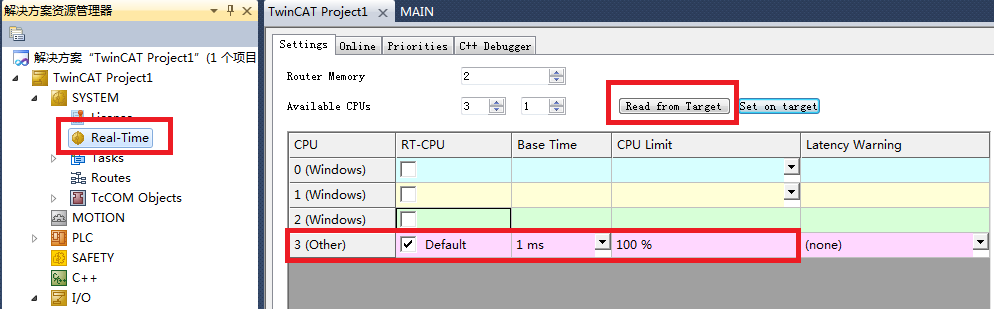 解决方案资源管理器
TwinCAT Project1
MAIN
解决方案 “TwinCAT Project1” (1 个项目
TwinCAT Project1
SYSTEM
License
Real-Time
Tasks
Routes
TcCOM Objects
MOTION
PLC
SAFETY
C++
I/O
Settings Online Priorities C++ Debugger
Router Memory 2
Available CPUs 3 1 Read from Target Set on target
CPU RT-CPU Base Time CPU Limit Latency Warning
0 (Windows)
1 (Windows)
2 (Windows)
3 (Other) Default 1 ms 100 % (none)